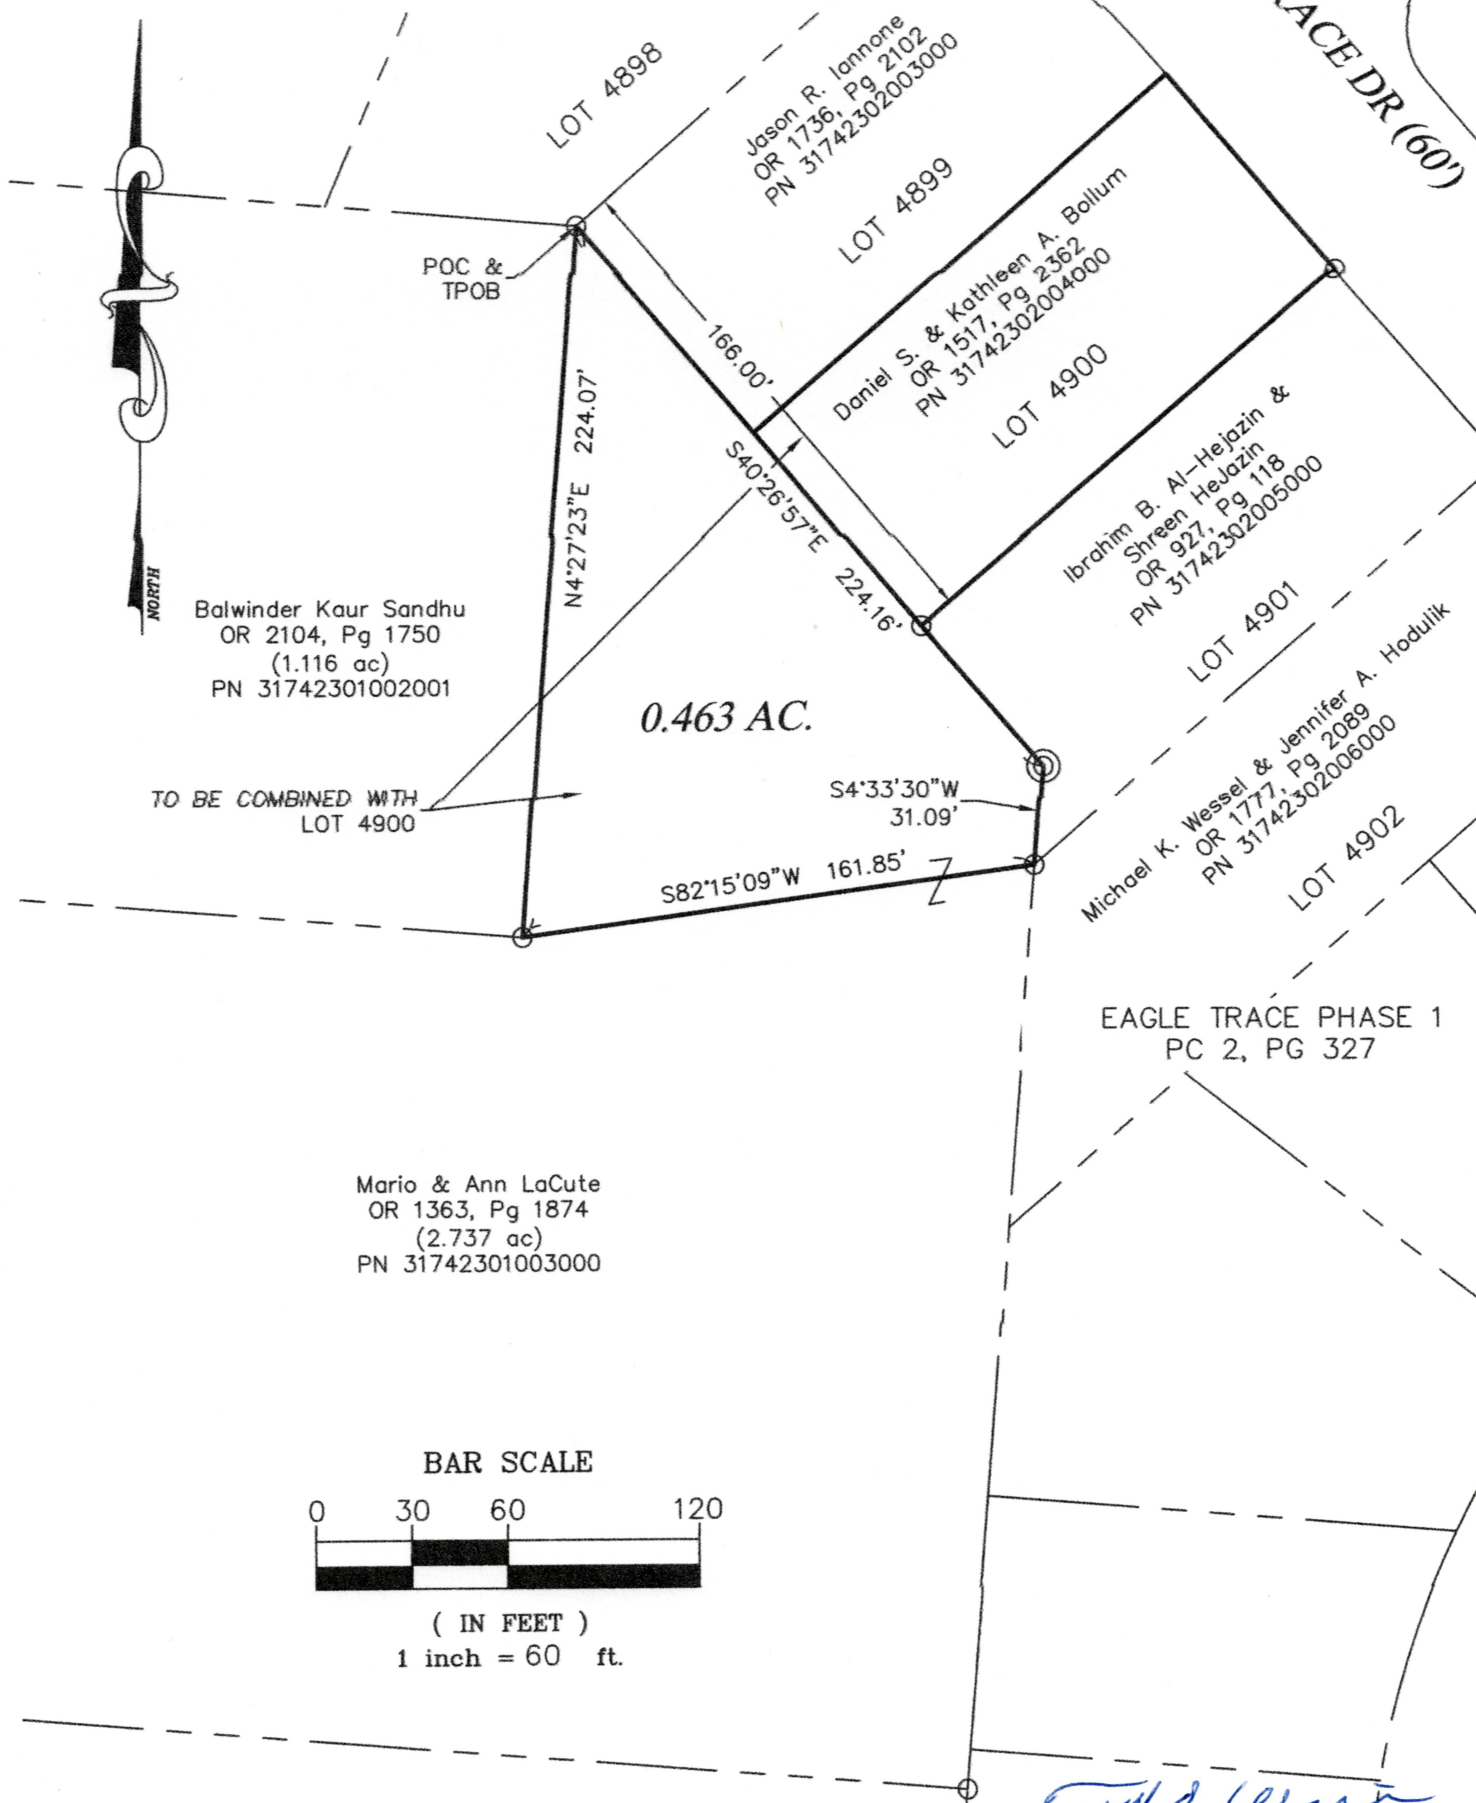 RACE DR (60')
LOT 4898
Jason R. Iannone
OR 1736, Pg 2102
PN 31742302003000
LOT 4899
Daniel S. & Kathleen A. Bollum
OR 1517, Pg 2362
PN 31742302004000
LOT 4900
POC &
TPOB
166.00'
N4°27'23"E 224.07'
S40°26'57"E 224.16'
Ibrahim B. Al-Hejazin &
Shreen HeJazin
OR 927, Pg 118
PN 31742302005000
LOT 4901
NORTH
Balwinder Kaur Sandhu
OR 2104, Pg 1750
(1.116 ac)
PN 31742301002001
0.463 AC.
TO BE COMBINED WITH
LOT 4900
S4°33'30"W
31.09'
Michael K. Wessel & Jennifer A. Hodulik
OR 1777, Pg 2089
PN 31742302006000
LOT 4902
S82°15'09"W 161.85'
EAGLE TRACE PHASE 1
PC 2, PG 327
Mario & Ann LaCute
OR 1363, Pg 1874
(2.737 ac)
PN 31742301003000
BAR SCALE
0 30 60 120
( IN FEET )
1 inch = 60 ft.